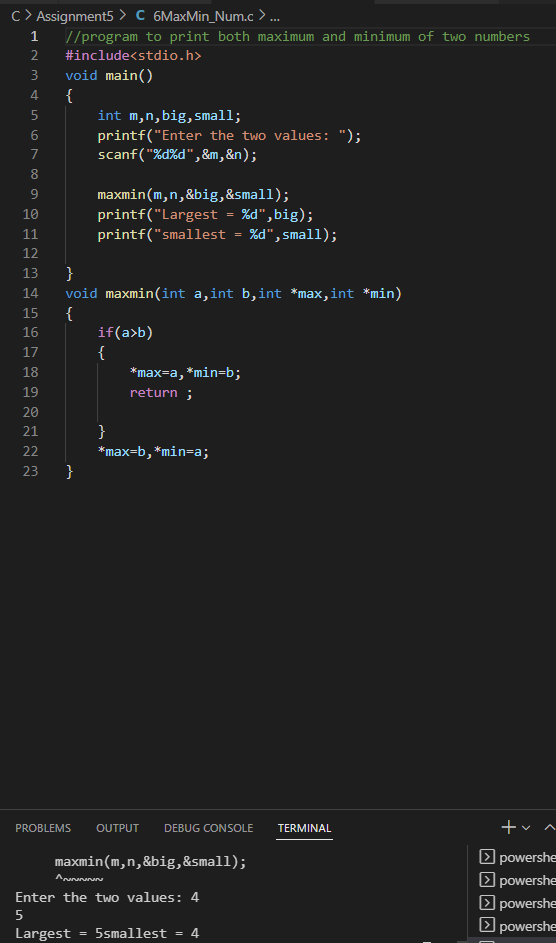 C > Assignment5 > C 6MaxMin_Num.c > ...
1 //program to print both maximum and minimum of two numbers
2 #include<stdio.h>
3 void main()
4 {
5     int m,n,big,small;
6     printf("Enter the two values: ");
7     scanf("%d%d",&m,&n);
8
9     maxmin(m,n,&big,&small);
10     printf("Largest = %d",big);
11     printf("smallest = %d",small);
12
13 }
14 void maxmin(int a,int b,int *max,int *min)
15 {
16     if(a>b)
17     {
18         *max=a,*min=b;
19         return ;
20
21     }
22     *max=b,*min=a;
23 }
PROBLEMS OUTPUT DEBUG CONSOLE TERMINAL
     maxmin(m,n,&big,&small);
     ^~~~~~
Enter the two values: 4
5
Largest = 5smallest = 4
powershe
powershe
powershe
powershe